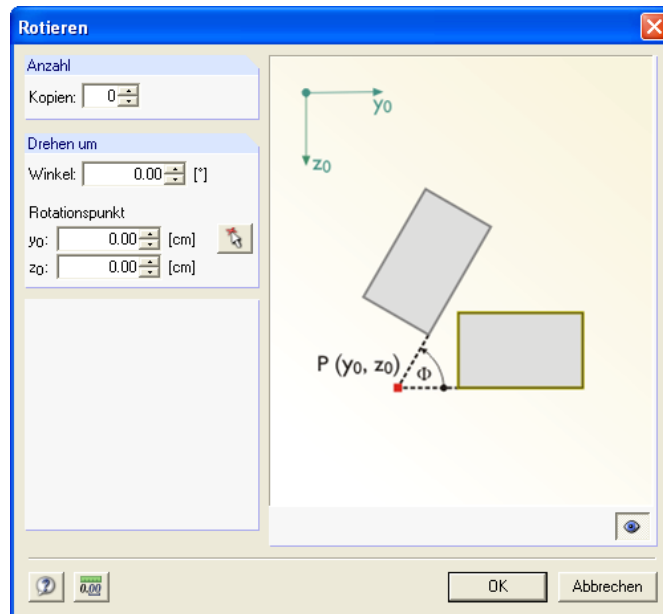 Rotieren
Anzahl
Kopien: 0
Drehen um
Winkel: 0.00 [°]
Rotationspunkt
y0: 0.00 [cm]
z0: 0.00 [cm]
y0
z0
P (y0, z0)
Φ
0.00
OK Abbrechen